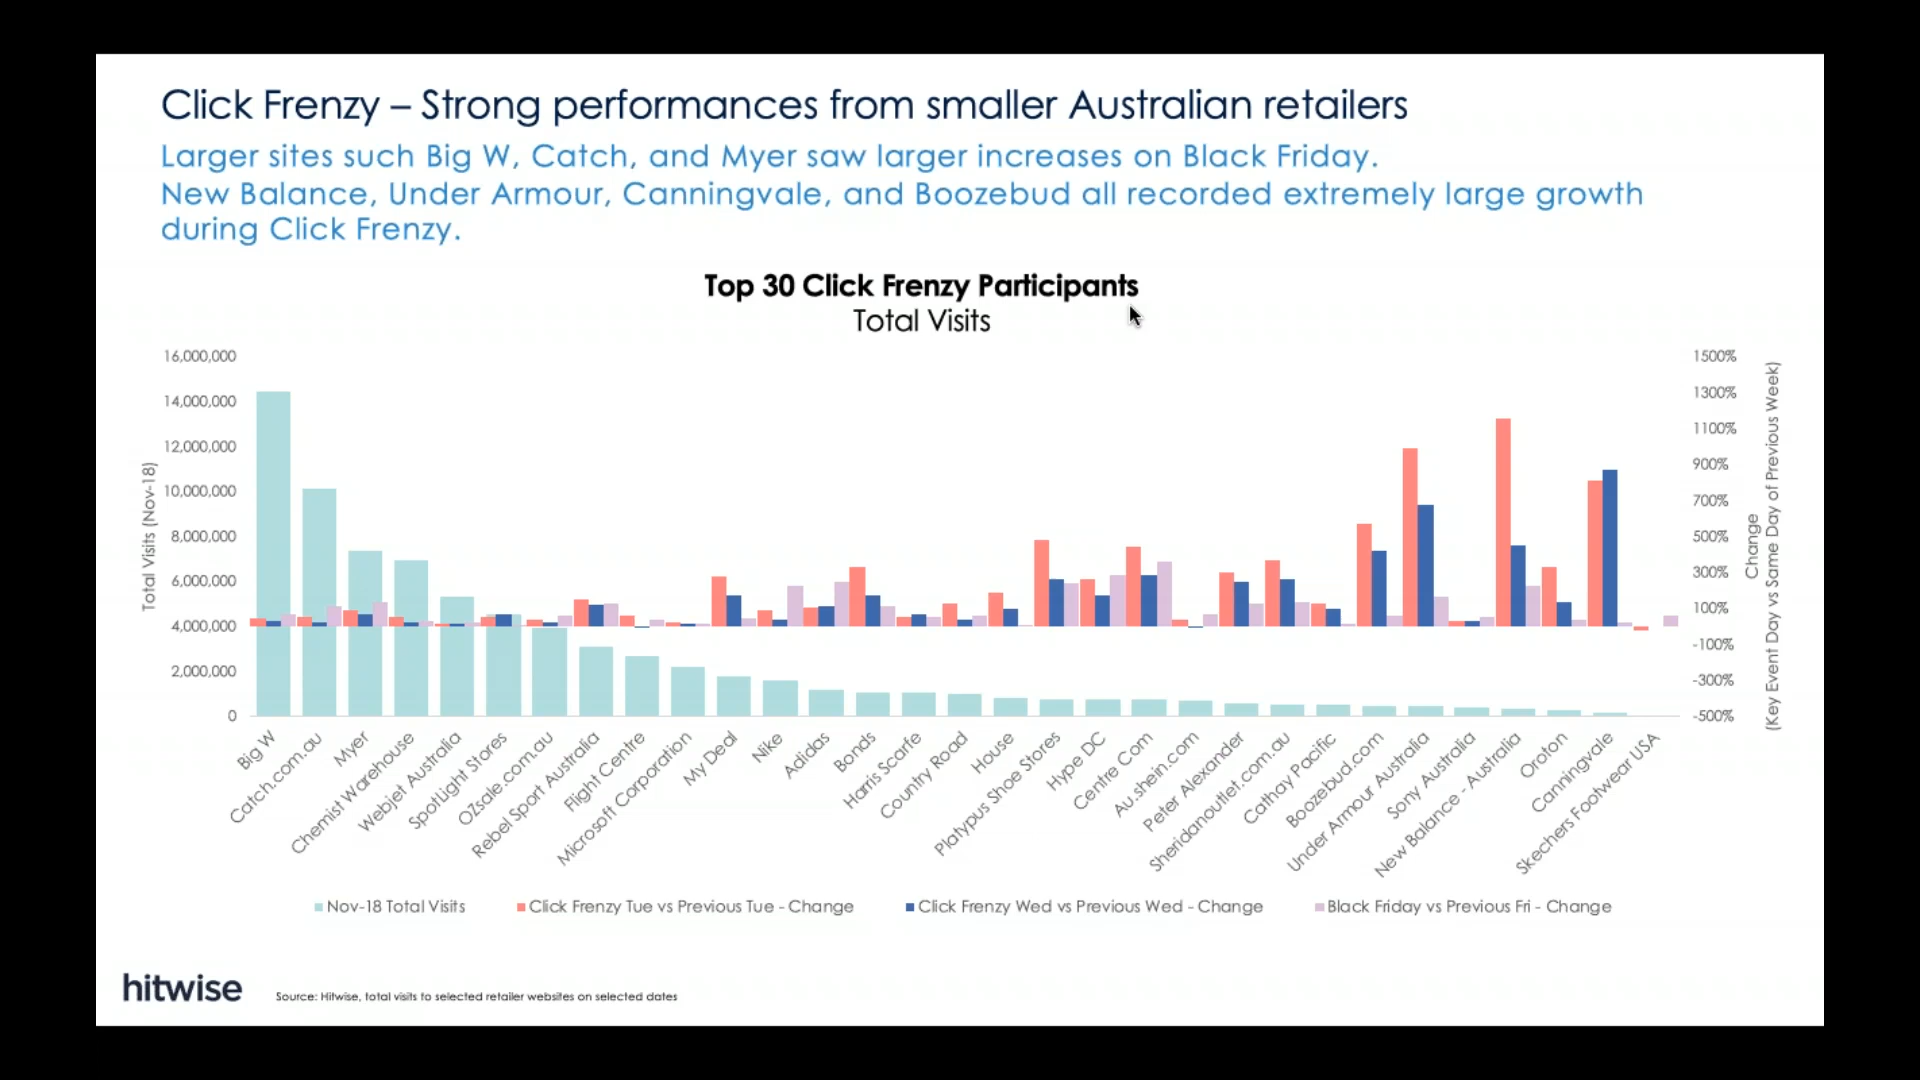 Click Frenzy – Strong performances from smaller Australian retailers
Larger sites such Big W, Catch, and Myer saw larger increases on Black Friday.
New Balance, Under Armour, Canningvale, and Boozebud all recorded extremely large growth
during Click Frenzy.
Top 30 Click Frenzy Participants
Total Visits
16,000,000
14,000,000
12,000,000
10,000,000
8,000,000
6,000,000
4,000,000
2,000,000
0
Total Visits (Nov-18)
1500%
1300%
1100%
900%
700%
500%
300%
100%
-100%
-300%
-500%
Change
(Key Event Day vs Same Day of Previous Week)
Big W
Catch.com.au
Myer
Chemist Warehouse
Webjet Australia
SpotLight Stores
OZsale.com.au
Rebel Sport Australia
Flight Centre
Microsoft Corporation
My Deal
Nike
Adidas
Bonds
Harris Scarfe
Country Road
House
Platypus Shoe Stores
Hype DC
Centre Com
Au.shein.com
Peter Alexander
Sheridanoutlet.com.au
Cathay Pacific
Boozebud.com
Under Armour Australia
Sony Australia
New Balance - Australia
Oroton
Canningvale
Skechers Footwear USA
Nov-18 Total Visits
Click Frenzy Tue vs Previous Tue - Change
Click Frenzy Wed vs Previous Wed - Change
Black Friday vs Previous Fri - Change
hitwise
Source: Hitwise, total visits to selected retailer websites on selected dates